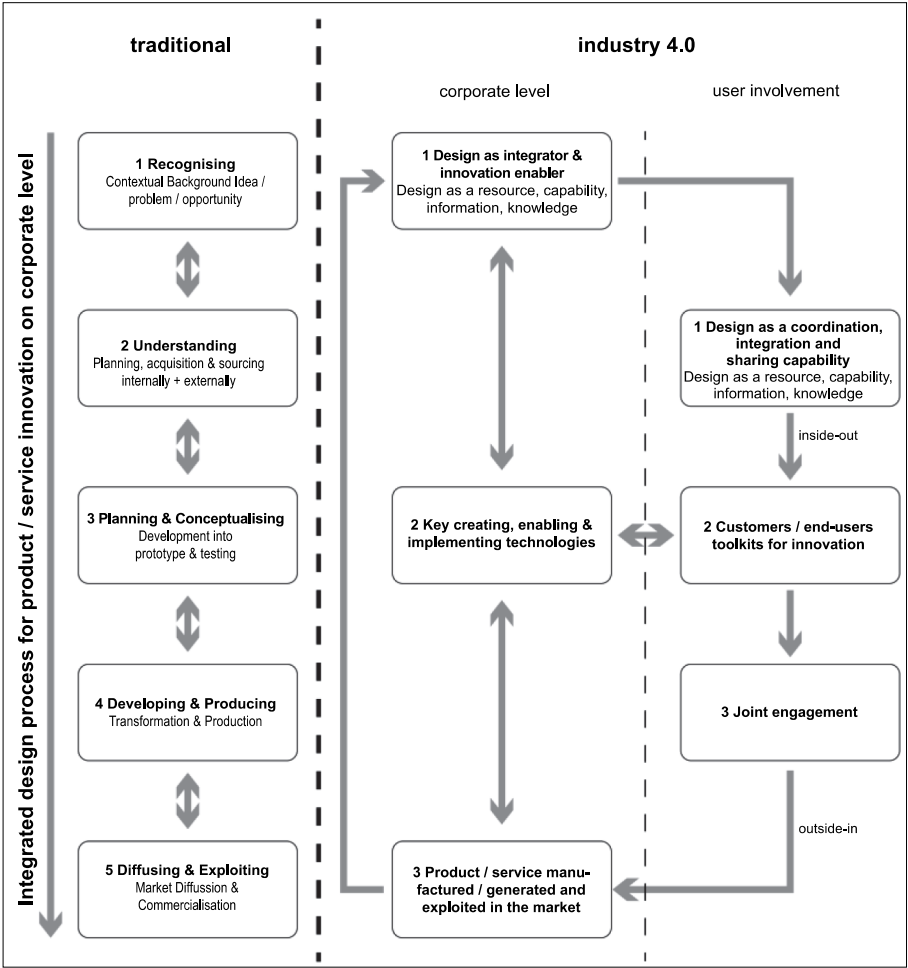 traditional
industry 4.0
corporate level
user involvement
Integrated design process for product / service innovation on corporate level
1 Recognising
Contextual Background Idea /
problem / opportunity
2 Understanding
Planning, acquisition & sourcing
internally + externally
3 Planning & Conceptualising
Development into
prototype & testing
4 Developing & Producing
Transformation & Production
5 Diffusing & Exploiting
Market Diffussion &
Commercialisation
1 Design as integrator &
innovation enabler
Design as a resource, capability,
information, knowledge
2 Key creating, enabling &
implementing technologies
3 Product / service manu-
factured / generated and
exploited in the market
1 Design as a coordination,
integration and
sharing capability
Design as a resource, capability,
information, knowledge
inside-out
2 Customers / end-users
toolkits for innovation
3 Joint engagement
outside-in